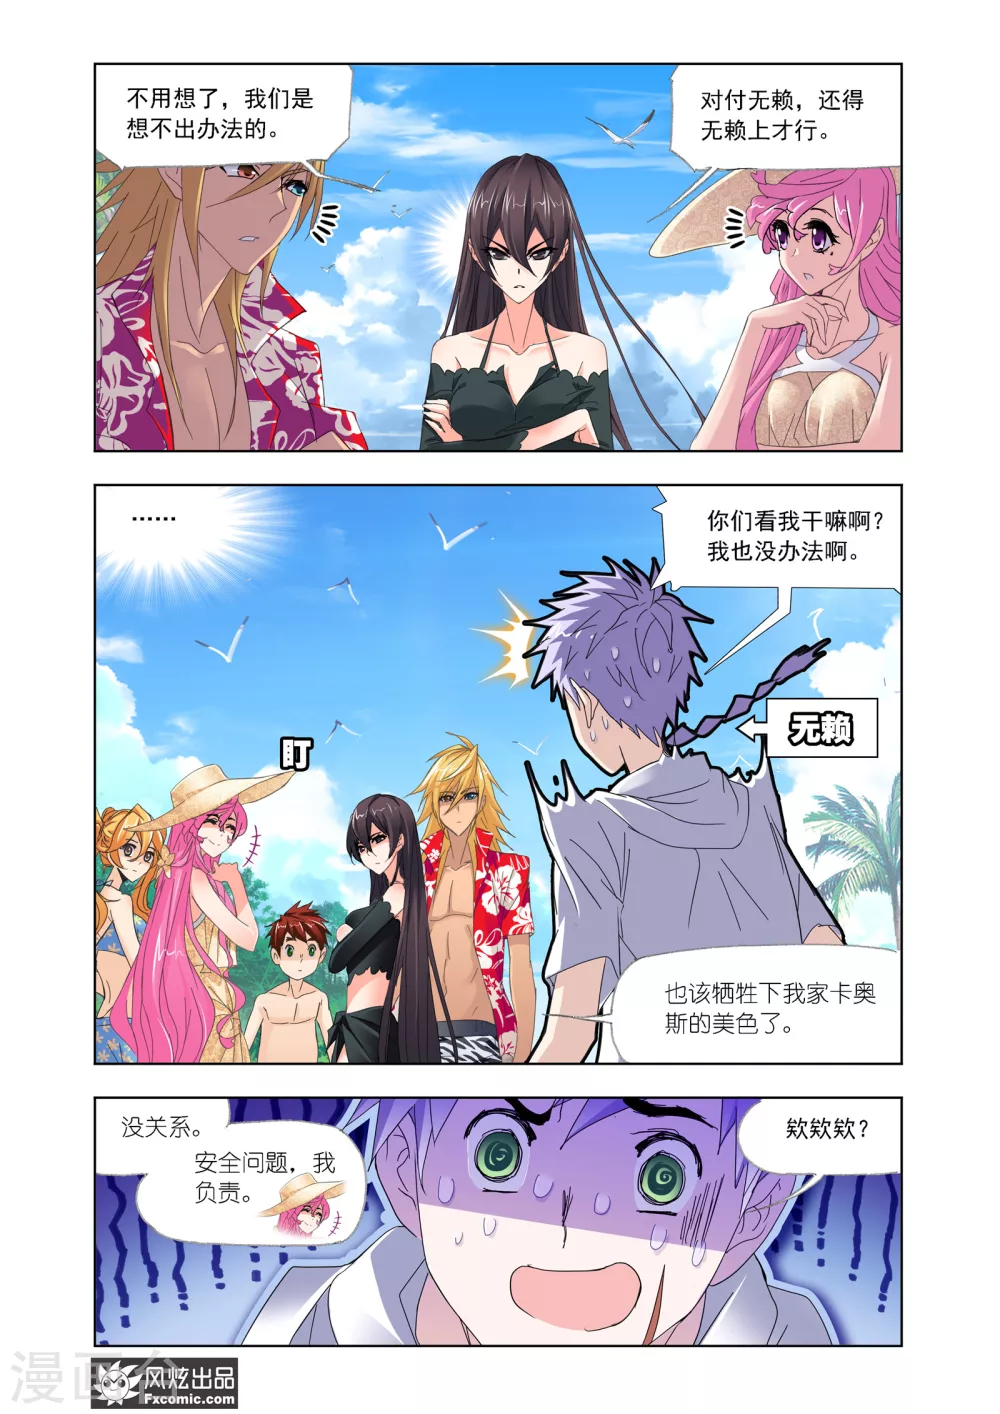 不用想了，我们是
想不出办法的。
对付无赖，还得
无赖上才行。
……
你们看我干嘛啊？
我也没办法啊。
无赖
盯
也该牺牲下我家卡奥
斯的美色了。
没关系。
安全问题，我
负责。
欸欸欸？
漫画台
风炫出品
Fxcomic.com